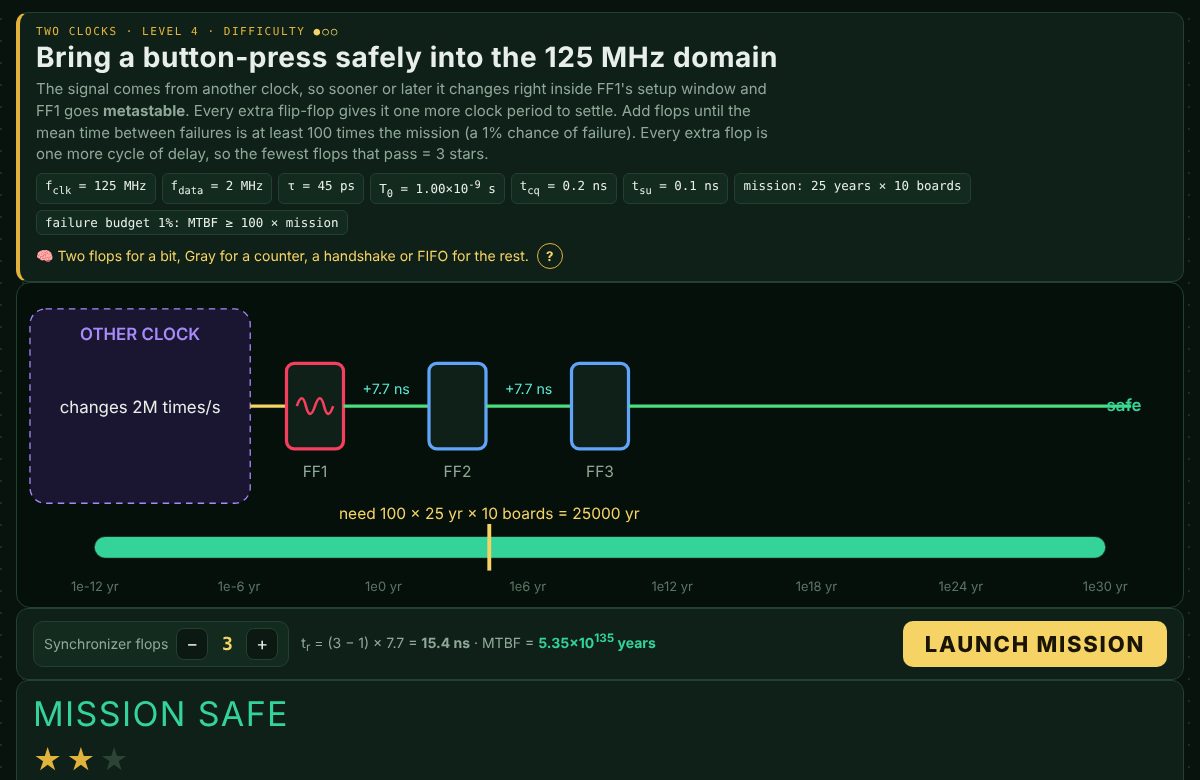 TWO CLOCKS · LEVEL 4 · DIFFICULTY ●○○
Bring a button-press safely into the 125 MHz domain
The signal comes from another clock, so sooner or later it changes right inside FF1's setup window and
FF1 goes metastable. Every extra flip-flop gives it one more clock period to settle. Add flops until the
mean time between failures is at least 100 times the mission (a 1% chance of failure). Every extra flop is
one more cycle of delay, so the fewest flops that pass = 3 stars.
f_clk = 125 MHz f_data = 2 MHz τ = 45 ps T_0 = 1.00×10^-9 s t_cq = 0.2 ns t_su = 0.1 ns mission: 25 years × 10 boards
failure budget 1%: MTBF ≥ 100 × mission
🧠 Two flops for a bit, Gray for a counter, a handshake or FIFO for the rest. ?
OTHER CLOCK
changes 2M times/s
+7.7 ns +7.7 ns
safe
FF1 FF2 FF3
need 100 × 25 yr × 10 boards = 25000 yr
1e-12 yr 1e-6 yr 1e0 yr 1e6 yr 1e12 yr 1e18 yr 1e24 yr 1e30 yr
Synchronizer flops − 3 + t_r = (3 − 1) × 7.7 = 15.4 ns · MTBF = 5.35×10^135 years LAUNCH MISSION
MISSION SAFE
★ ★ ★